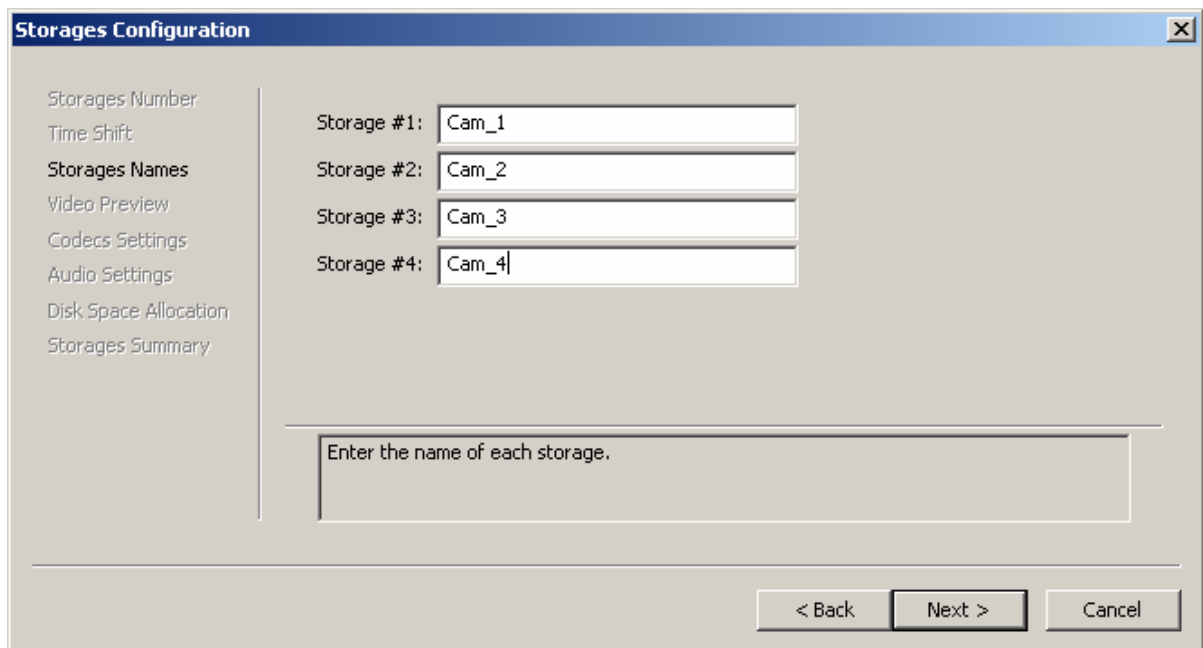 Storages Configuration
Storages Number
Time Shift
Storages Names
Video Preview
Codecs Settings
Audio Settings
Disk Space Allocation
Storages Summary
Storage #1: Cam_1
Storage #2: Cam_2
Storage #3: Cam_3
Storage #4: Cam_4
Enter the name of each storage.
< Back Next > Cancel